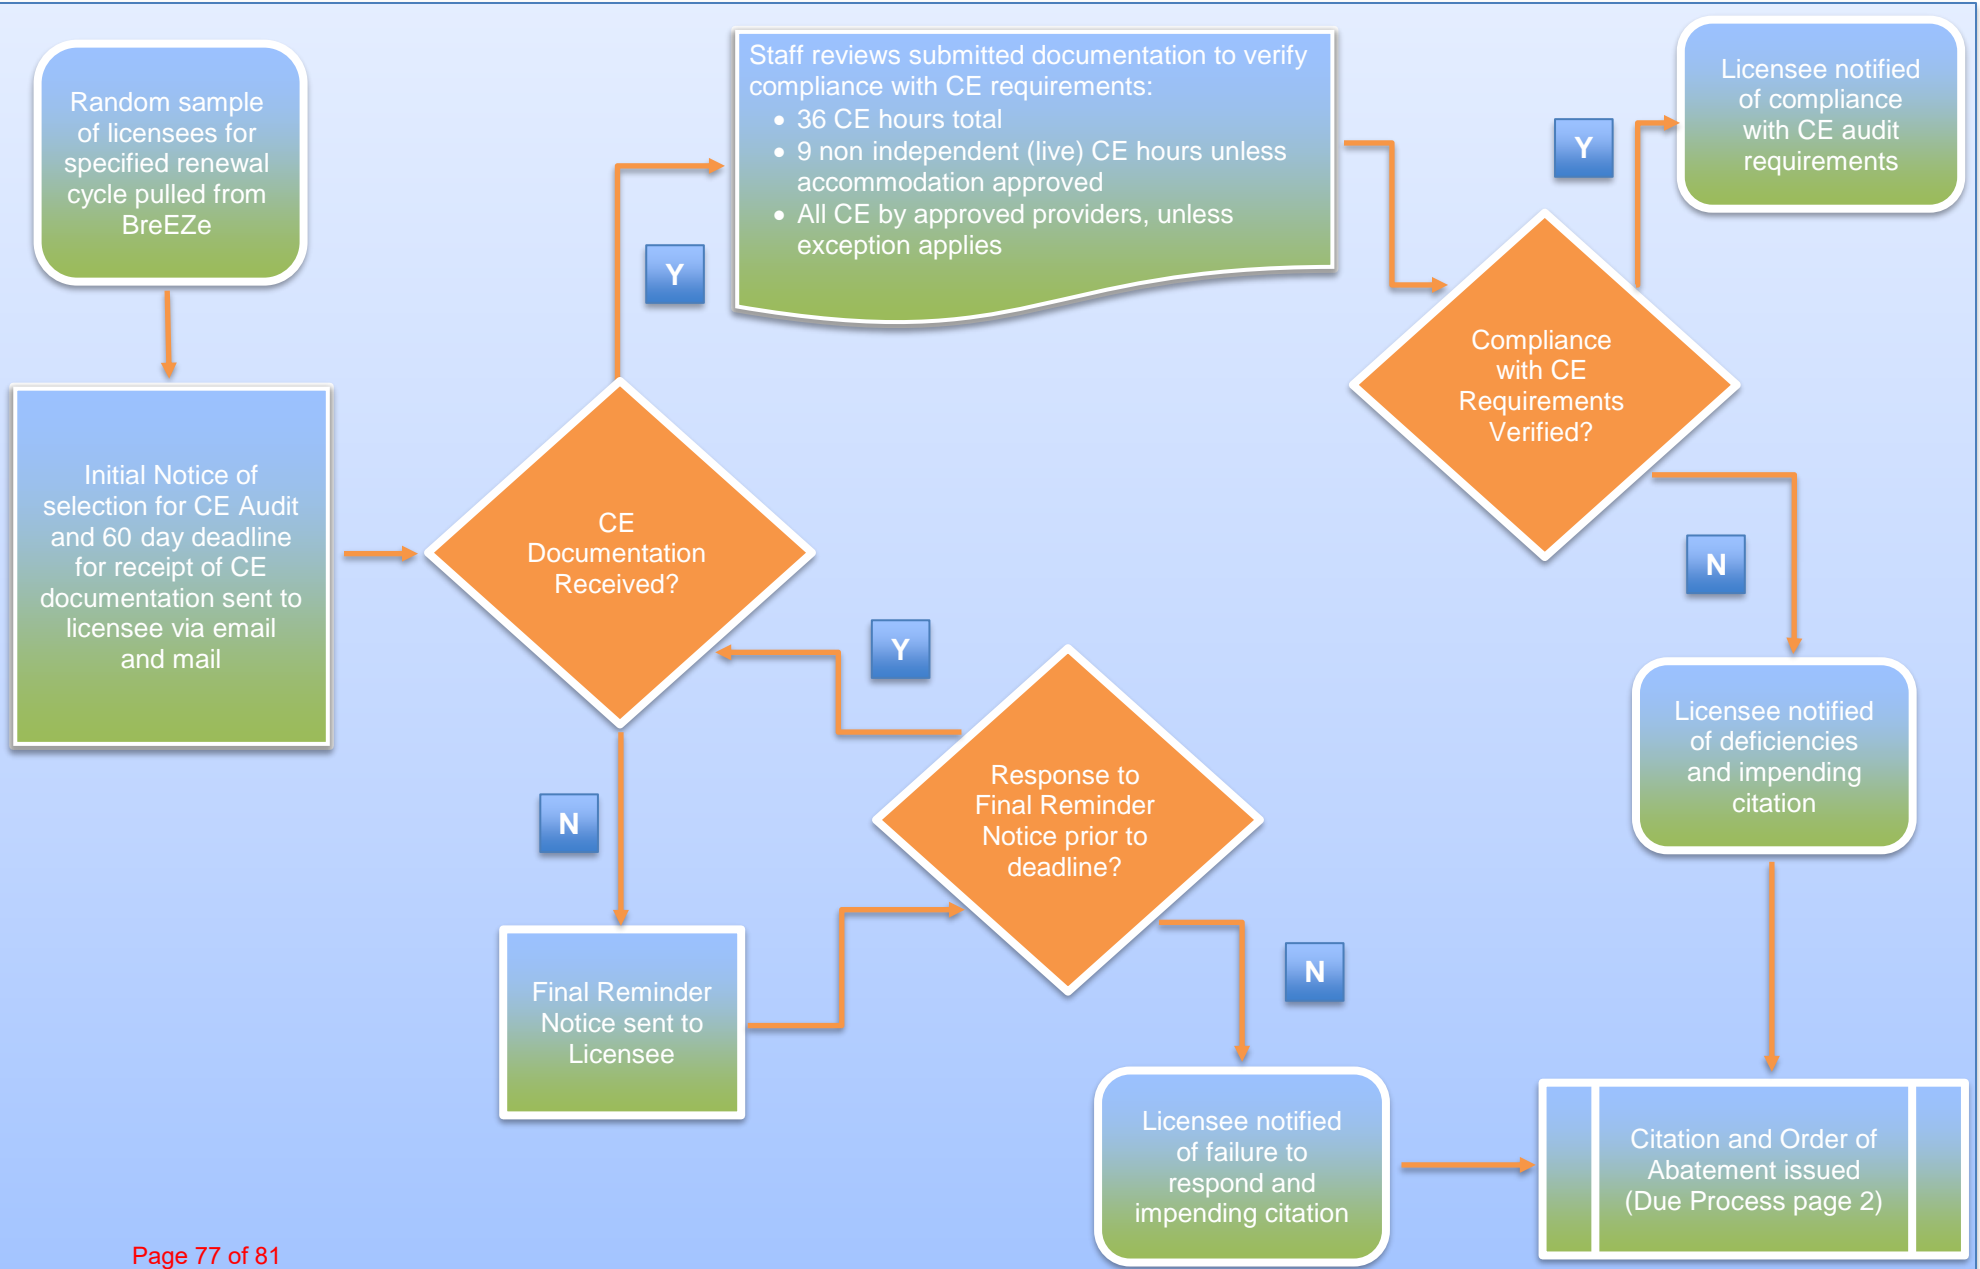 Random sample
of licensees for
specified renewal
cycle pulled from
BreEZe
Initial Notice of
selection for CE Audit
and 60 day deadline
for receipt of CE
documentation sent to
licensee via email
and mail
CE
Documentation
Received?
Y
Staff reviews submitted documentation to verify
compliance with CE requirements:
• 36 CE hours total
• 9 non independent (live) CE hours unless
accommodation approved
• All CE by approved providers, unless
exception applies
Compliance
with CE
Requirements
Verified?
Y
Licensee notified
of compliance
with CE audit
requirements
N
Licensee notified
of deficiencies
and impending
citation
N
Final Reminder
Notice sent to
Licensee
Response to
Final Reminder
Notice prior to
deadline?
Y
N
Licensee notified
of failure to
respond and
impending citation
Citation and Order of
Abatement issued
(Due Process page 2)
Page 77 of 81